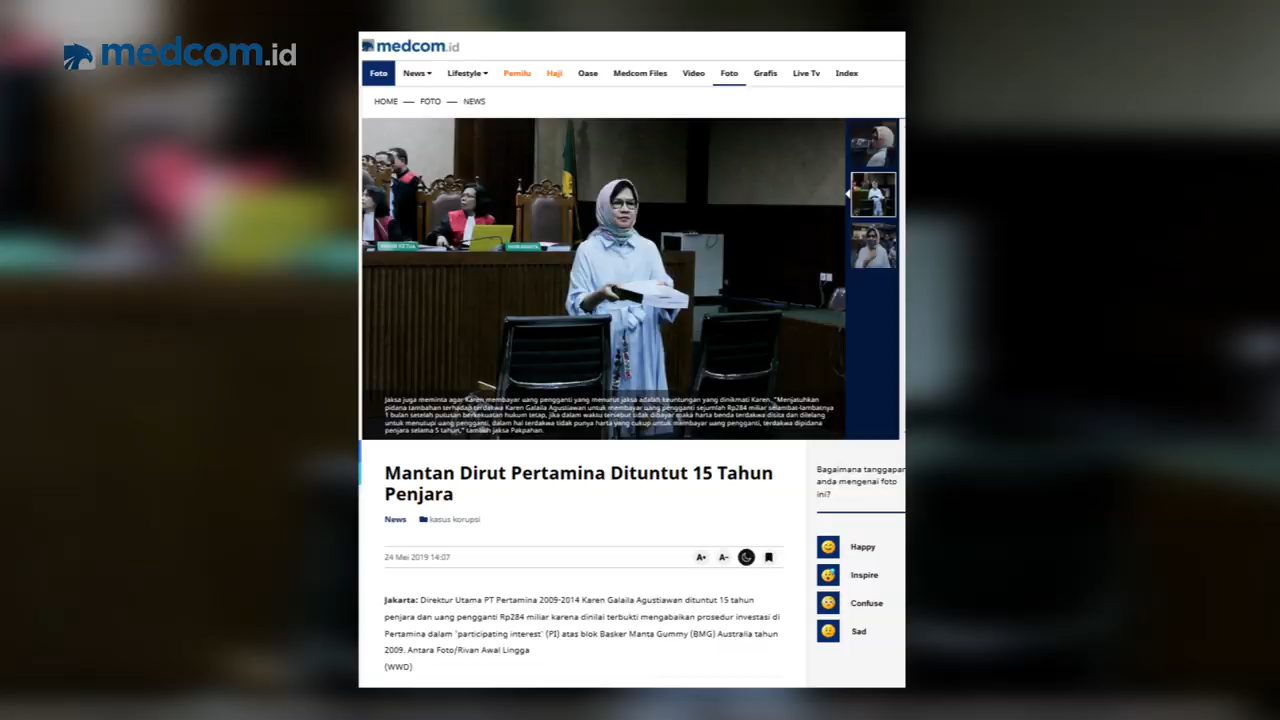 medcom.id
medcom.id
Foto News Lifestyle Pemilu Haji Oase Medcom Files Video Foto Grafis Live Tv Index
HOME — FOTO — NEWS
Jaksa juga meminta agar Karen membayar uang pengganti yang menurut jaksa adalah keuntungan yang dinikmati Karen. "Menjatuhkan
pidana tambahan terhadap terdakwa Karen Galaila Agustiawan untuk membayar uang pengganti sejumlah Rp284 miliar selambat-lambatnya
1 bulan setelah putusan berkekuatan hukum tetap, jika dalam waktu tersebut tidak dibayar maka harta benda terdakwa disita dan dilelang
untuk menutupi uang pengganti, dalam hal terdakwa tidak punya harta yang cukup untuk membayar uang pengganti, terdakwa dipidana
penjara selama 5 tahun," tambah jaksa Pakpahan.
Mantan Dirut Pertamina Dituntut 15 Tahun
Penjara
News kasus korupsi
24 Mei 2019 14:07
A+ A-
Jakarta: Direktur Utama PT Pertamina 2009-2014 Karen Galaila Agustiawan dituntut 15 tahun
penjara dan uang pengganti Rp284 miliar karena dinilai terbukti mengabaikan prosedur investasi di
Pertamina dalam `participating interest` (PI) atas blok Basker Manta Gummy (BMG) Australia tahun
2009. Antara Foto/Rivan Awal Lingga
(WWD)
Bagaimana tanggapan
anda mengenai foto
ini?
Happy
Inspire
Confuse
Sad